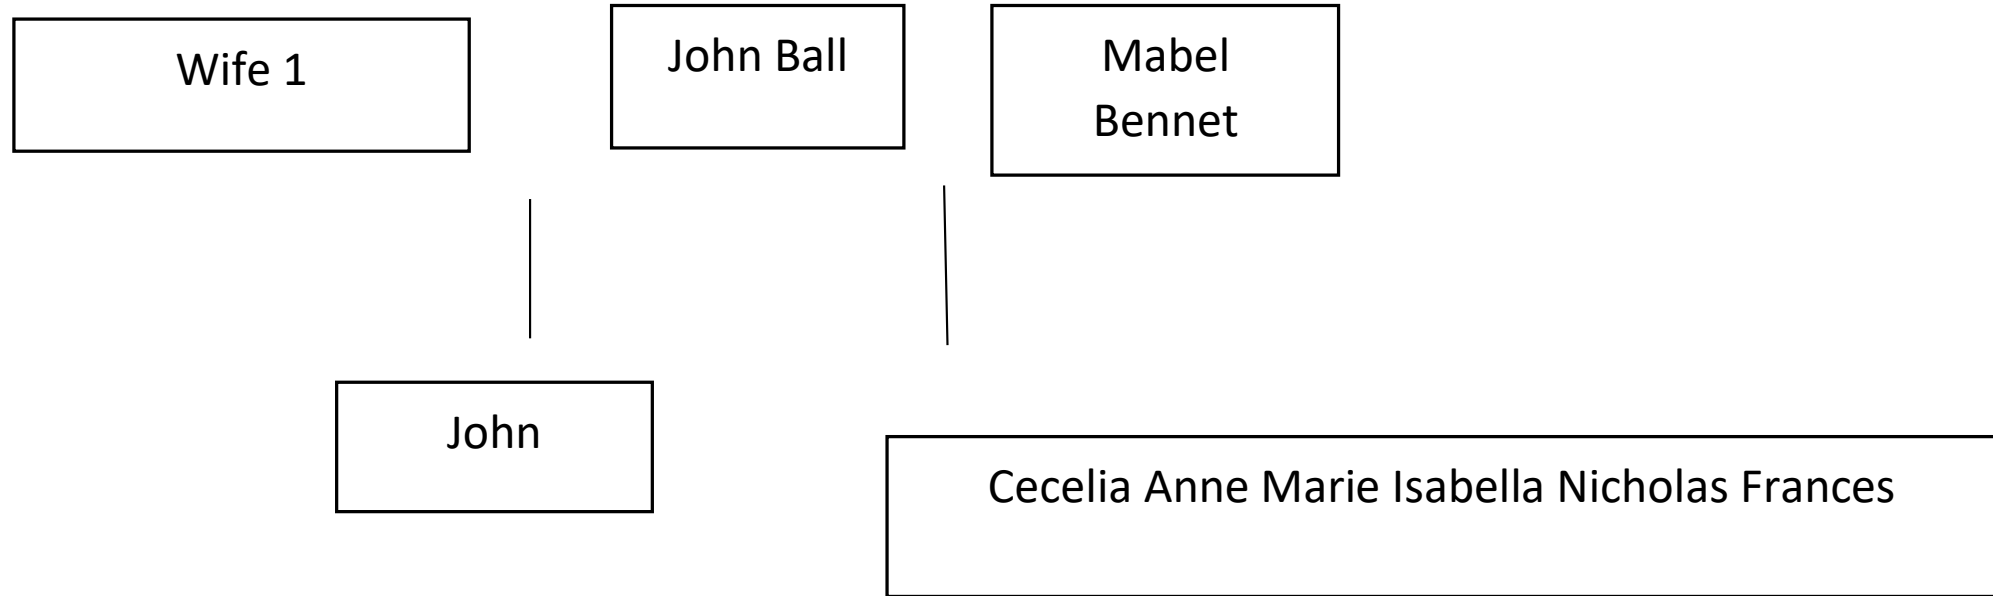 Wife 1
John Ball
Mabel
Bennet
John
Cecelia Anne Marie Isabella Nicholas Frances